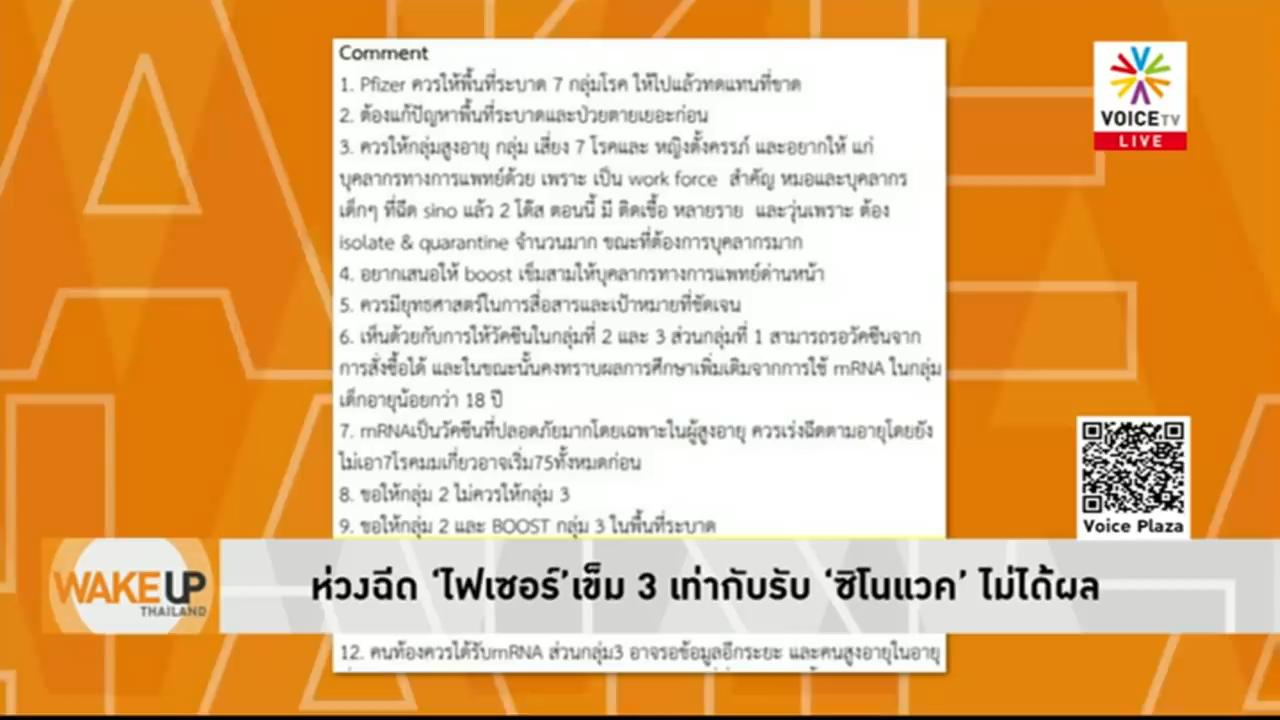 Comment
1. Pfizer ควรให้พื้นที่ระบาด 7 กลุ่มโรค ให้ไปแล้วทดแทนที่ขาด
2. ต้องแก้ปัญหาพื้นที่ระบาดและป่วยตายเยอะก่อน
3. ควรให้กลุ่มสูงอายุ กลุ่ม เสี่ยง 7 โรคและ หญิงตั้งครรภ์ และอยากให้ แก่
บุคลากรทางการแพทย์ด้วย เพราะ เป็น work force สำคัญ หมอและบุคลากร
เด็กๆ ที่ฉีด sino แล้ว 2 โด๊ส ตอนนี้ มี ติดเชื้อ หลายราย และวุ่นเพราะ ต้อง
isolate & quarantine จำนวนมาก ขณะที่ต้องการบุคลากรมาก
4. อยากเสนอให้ boost เข็มสามให้บุคลากรทางการแพทย์ด่านหน้า
5. ควรมียุทธศาสตร์ในการสื่อสารและเป้าหมายที่ชัดเจน
6. เห็นด้วยกับการให้วัคซีนในกลุ่มที่ 2 และ 3 ส่วนกลุ่มที่ 1 สามารถรอวัคซีนจาก
การสั่งซื้อได้ และในขณะนั้นคงทราบผลการศึกษาเพิ่มเติมจากการใช้ mRNA ในกลุ่ม
เด็กอายุน้อยกว่า 18 ปี
7. mRNAเป็นวัคซีนที่ปลอดภัยมากโดยเฉพาะในผู้สูงอายุ ควรเร่งฉีดตามอายุโดยยัง
ไม่เอา7โรคมมเกี่ยวอาจเริ่ม75ทั้งหมดก่อน
8. ขอให้กลุ่ม 2 ไม่ควรให้กลุ่ม 3
9. ขอให้กลุ่ม 2 และ BOOST กลุ่ม 3 ในพื้นที่ระบาด
12. คนท้องควรได้รับmRNA ส่วนกลุ่ม3 อาจรอข้อมูลอีกระยะ และคนสูงอายุในอายุ
VOICE TV
LIVE
Voice Plaza
WAKE UP
THAILAND
ห่วงฉีด ‘ไฟเซอร์’เข็ม 3 เท่ากับรับ ‘ซิโนแวค’ ไม่ได้ผล